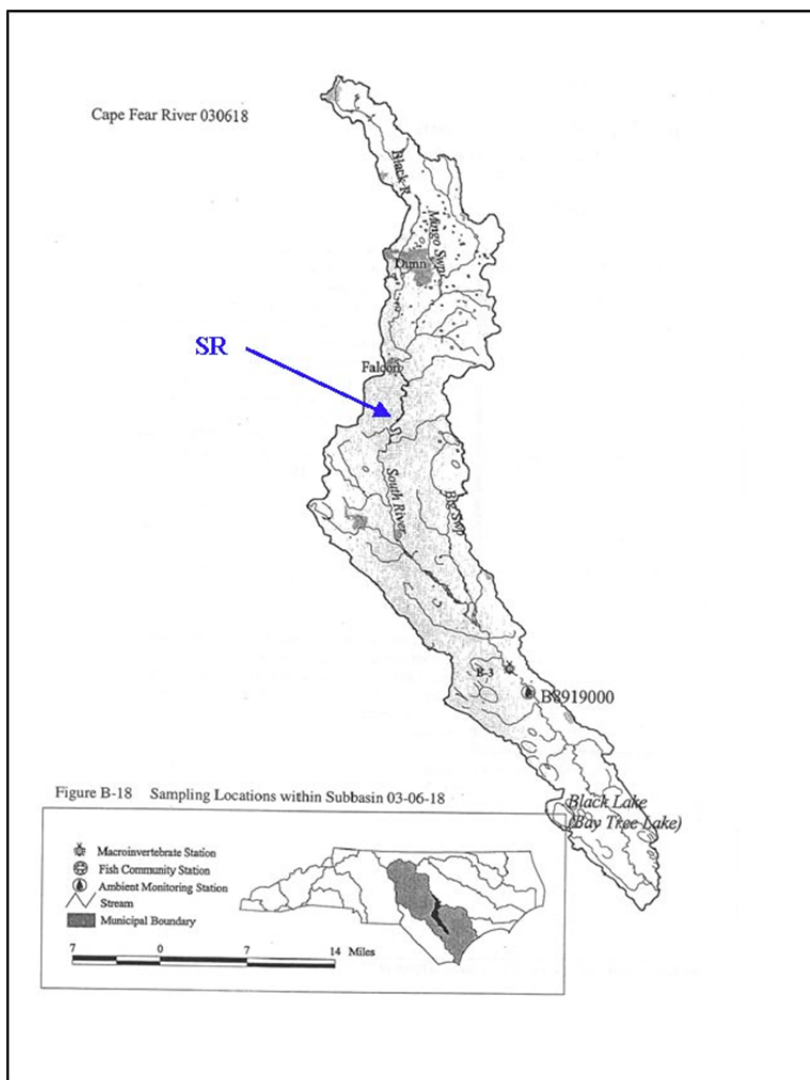 Cape Fear River 030618
Black R
Mingo Swp
Dunn
SR
Falcon
South River
Big Swp
B-3
B8919000
Black Lake
(Bay Tree Lake)
Figure B-18 Sampling Locations within Subbasin 03-06-18
Macroinvertebrate Station
Fish Community Station
Ambient Monitoring Station
Stream
Municipal Boundary
7 0 7 14 Miles